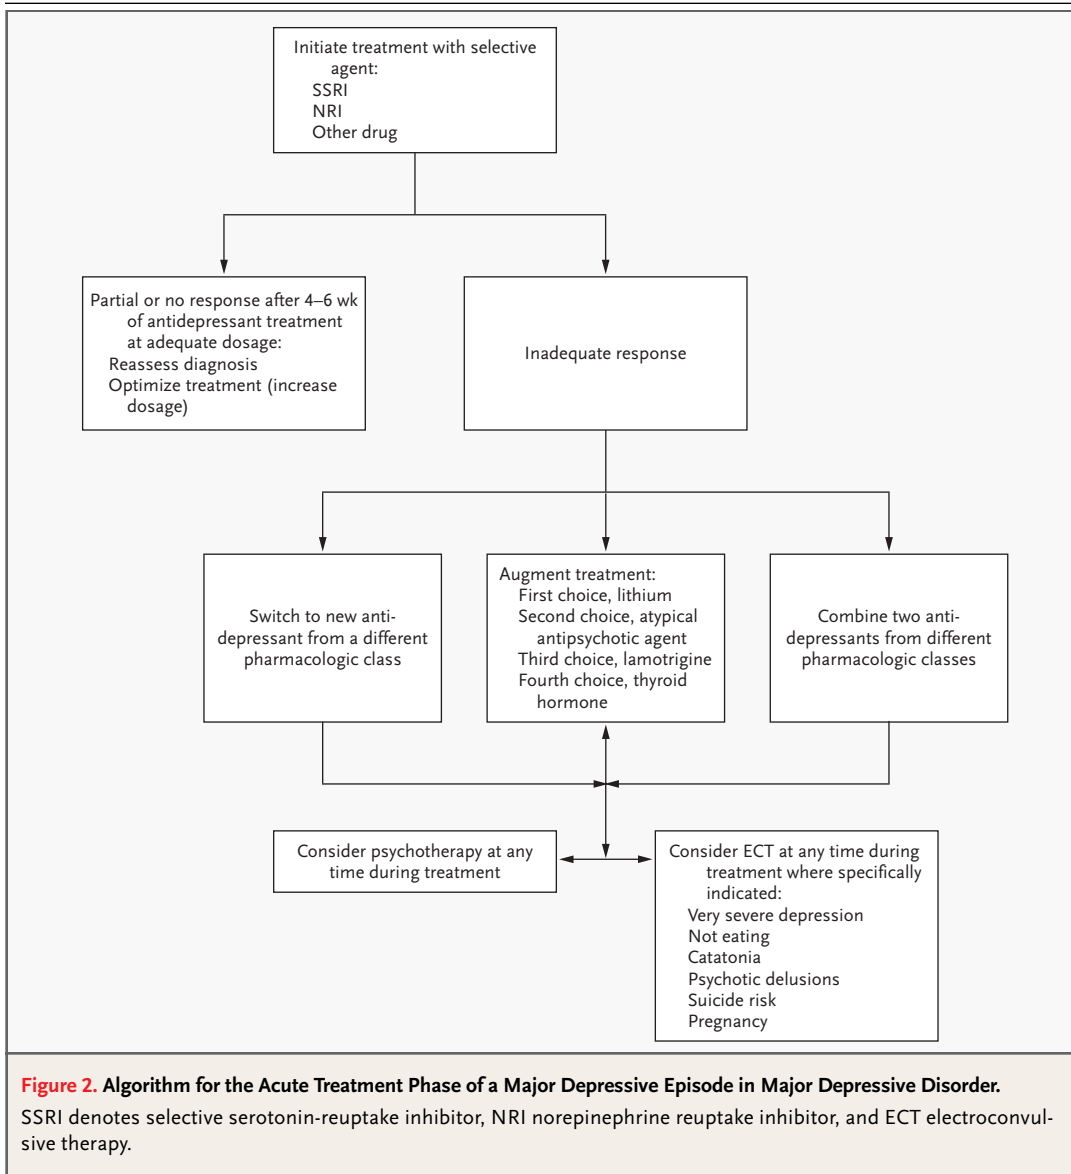 Initiate treatment with selective
agent:
SSRI
NRI
Other drug
Partial or no response after 4–6 wk
of antidepressant treatment
at adequate dosage:
Reassess diagnosis
Optimize treatment (increase
dosage)
Inadequate response
Switch to new anti-
depressant from a different
pharmacologic class
Augment treatment:
First choice, lithium
Second choice, atypical
antipsychotic agent
Third choice, lamotrigine
Fourth choice, thyroid
hormone
Combine two anti-
depressants from different
pharmacologic classes
Consider psychotherapy at any
time during treatment
Consider ECT at any time during
treatment where specifically
indicated:
Very severe depression
Not eating
Catatonia
Psychotic delusions
Suicide risk
Pregnancy
Figure 2. Algorithm for the Acute Treatment Phase of a Major Depressive Episode in Major Depressive Disorder.
SSRI denotes selective serotonin-reuptake inhibitor, NRI norepinephrine reuptake inhibitor, and ECT electroconvul-
sive therapy.